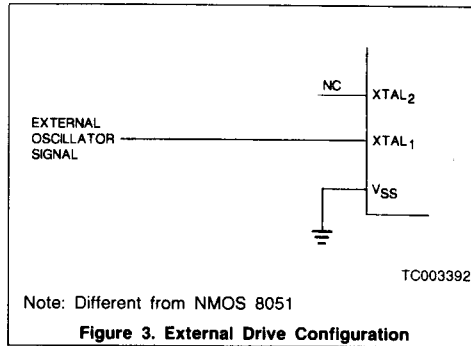 NC
XTAL2
EXTERNAL
OSCILLATOR
SIGNAL
XTAL1
VSS
TC003392
Note: Different from NMOS 8051
Figure 3. External Drive Configuration